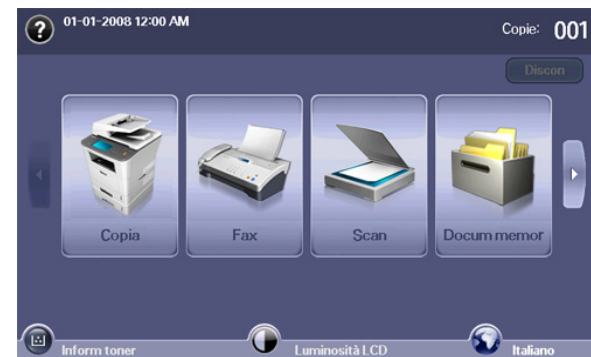 01-01-2008 12:00 AM
Copie: 001
Discon
Copia
Fax
Scan
Docum memor
Inform toner
Luminosità LCD
Italiano